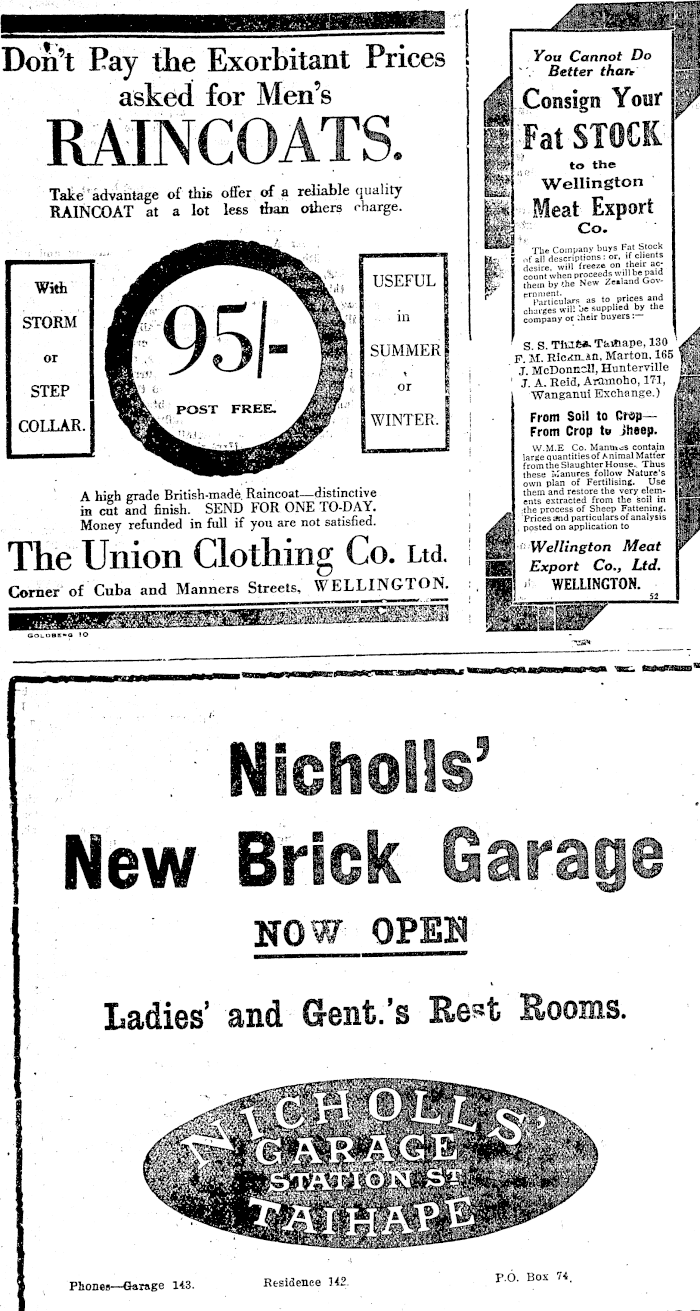 Don't Pay the Exorbitant Prices
asked for Men's
RAINCOATS.
Take advantage of this offer of a reliable quality
RAINCOAT at a lot less than others charge.
With
STORM
or
STEP
COLLAR.
95/-
POST FREE.
USEFUL
in
SUMMER
or
WINTER.
A high grade British-made Raincoat—distinctive
in cut and finish. SEND FOR ONE TO-DAY.
Money refunded in full if you are not satisfied.
The Union Clothing Co. Ltd.
Corner of Cuba and Manners Streets, WELLINGTON.
GOLDBERG 10
You Cannot Do
Better than
Consign Your
Fat STOCK
to the
Wellington
Meat Export
Co.
The Company buys Fat Stock
of all descriptions: or, if clients
desire, will freeze on their ac-
count when proceeds will be paid
them by the New Zealand Gov-
ernment.
Particulars as to prices and
charges will be supplied by the
company or their buyers:—
S. S. Taihape, 130
F. M. Marton, 165
J. McDonnell, Hunterville
J. A. Reid, Aramoho, 171,
Wanganui Exchange.)
From Soil to Crop—
From Crop to Sheep.
W.M.E Co. Manures contain
large quantities of Animal Matter
from the Slaughter House. Thus
these Manures follow Nature's
own plan of Fertilising. Use
them and restore the very elem-
ents extracted from the soil in
the process of Sheep Fattening.
Prices and particulars of analysis
posted on application to
Wellington Meat
Export Co., Ltd.
WELLINGTON.
52
Nicholls'
New Brick Garage
NOW OPEN
Ladies' and Gent.'s Rest Rooms.
NICHOLLS'
GARAGE
STATION ST
TAIHAPE
Phones—Garage 143. Residence 142. P.O. Box 74.